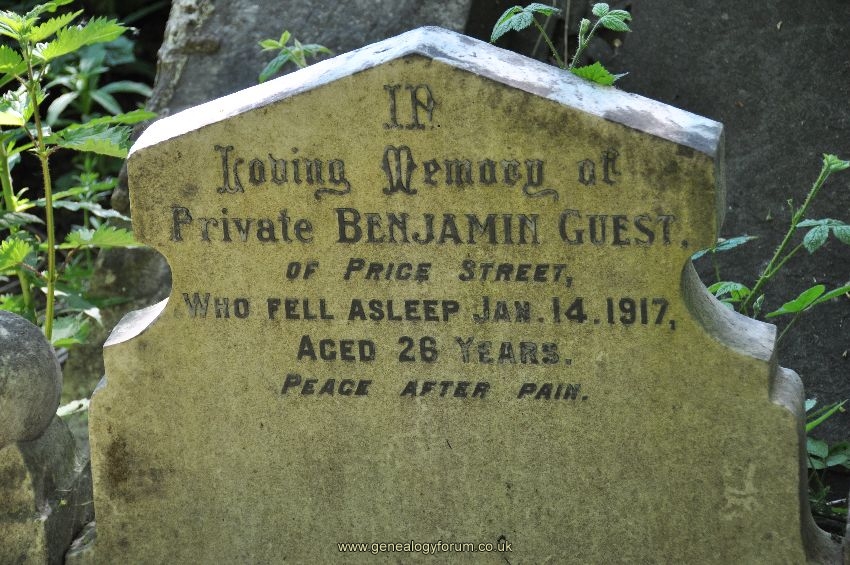 IN
Loving Memory of
Private BENJAMIN GUEST.
OF PRICE STREET,
WHO FELL ASLEEP JAN. 14. 1917,
AGED 26 YEARS.
PEACE AFTER PAIN.
www.genealogyforum.co.uk